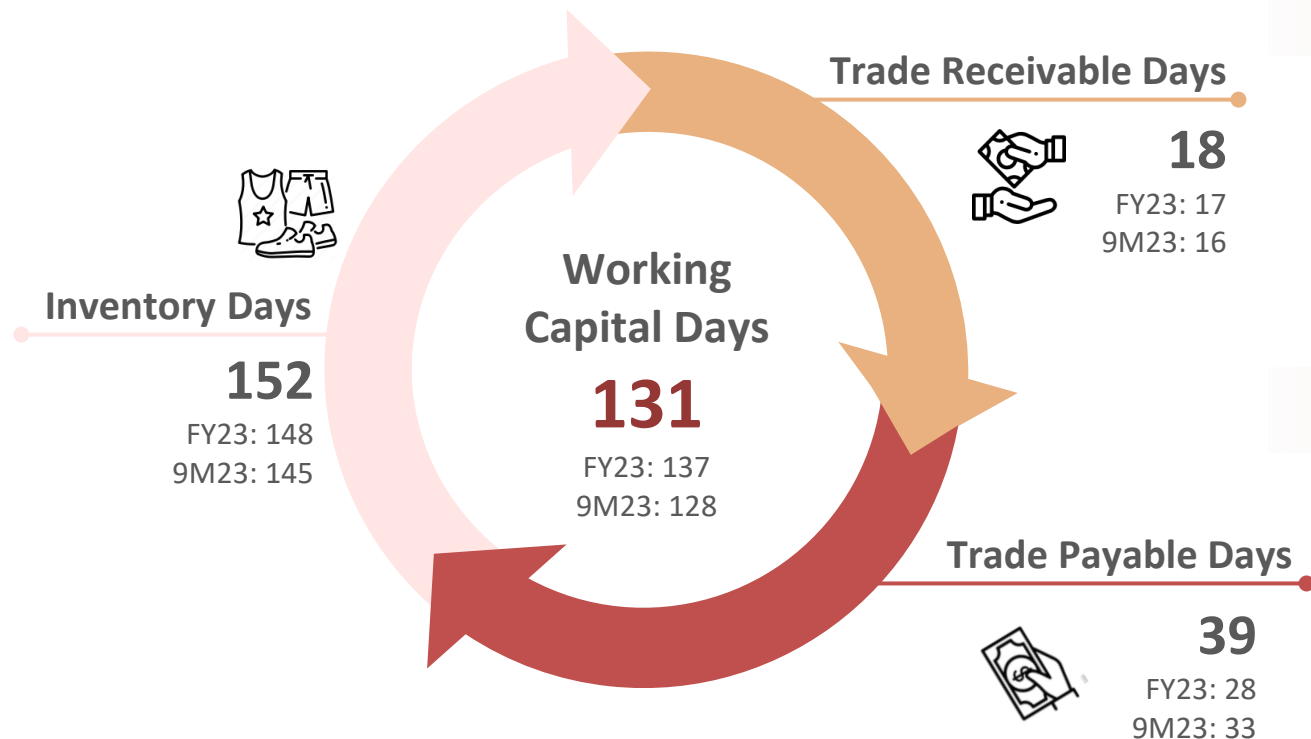 Trade Receivable Days
18
FY23: 17
9M23: 16
Inventory Days
152
FY23: 148
9M23: 145
Working
Capital Days
131
FY23: 137
9M23: 128
Trade Payable Days
39
FY23: 28
9M23: 33
$